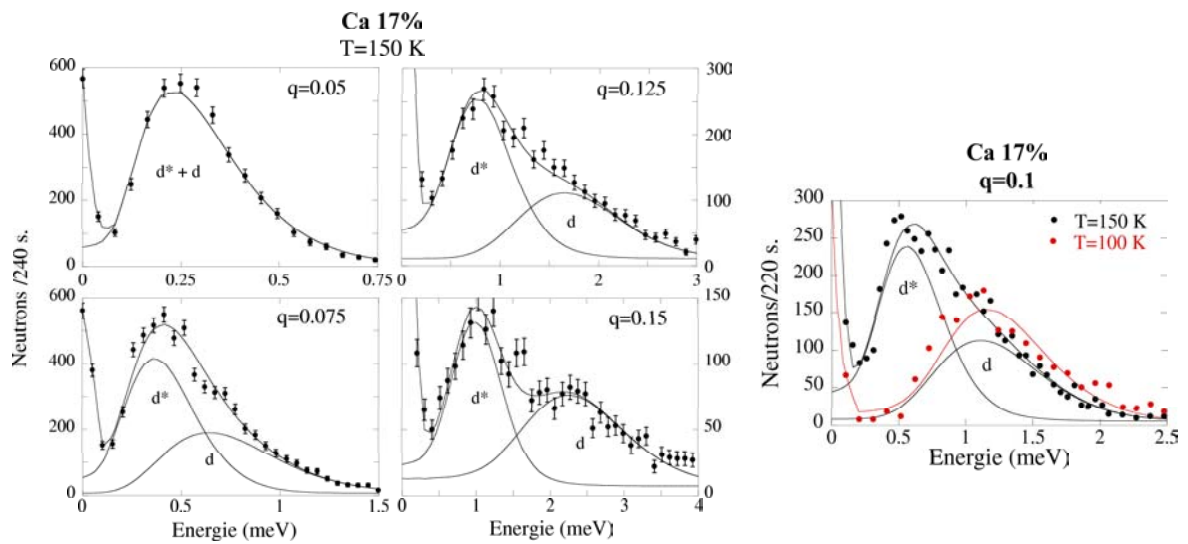 Ca 17%
T=150 K
600
400
200
0
q=0.05
d* + d
0
0.25
0.5
0.75
q=0.125
d*
d
300
200
100
0
0
1
2
3
Neutrons /240 s.
600
400
200
0
q=0.075
d*
d
0
0.5
1
1.5
Energie (meV)
q=0.15
d*
d
150
100
50
0
0
1
2
3
4
Energie (meV)
Ca 17%
q=0.1
T=150 K
T=100 K
Neutrons/220 s.
300
250
200
150
100
50
0
d*
d
0
0.5
1
1.5
2
2.5
Energie (meV)